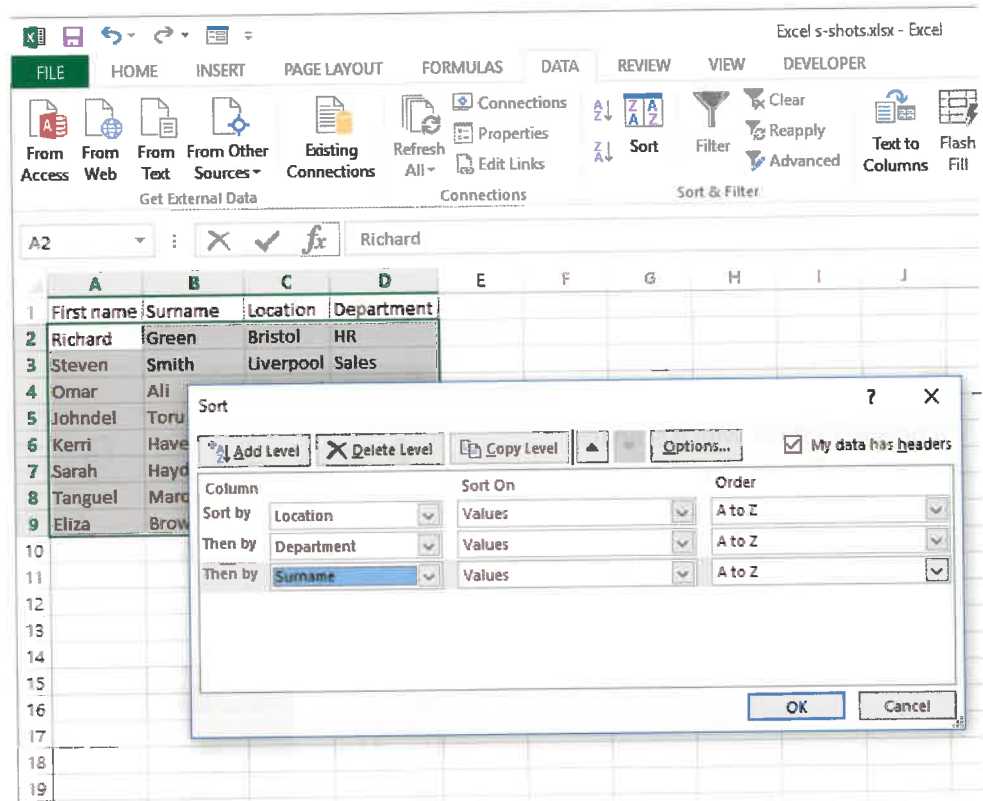 Excel s-shots.xlsx - Excel
FILE HOME INSERT PAGE LAYOUT FORMULAS DATA REVIEW VIEW DEVELOPER
From Access
From Web
From Text
From Other Sources
Existing Connections
Refresh All
Connections
Properties
Edit Links
Sort
Filter
Clear
Reapply
Advanced
Text to Columns
Flash Fill
Get External Data Connections Sort & Filter
A2 fx Richard
A B C D E F G H I J
1 First name Surname Location Department
2 Richard Green Bristol HR
3 Steven Smith Liverpool Sales
4 Omar Ali
5 Johndel Toru
6 Kerri Have
7 Sarah Hayd
8 Tanguel Marc
9 Eliza Brow
10
11
12
13
14
15
16
17
18
19
Sort ? X
Add Level Delete Level Copy Level Options... My data has headers
Column Sort On Order
Sort by Location Values A to Z
Then by Department Values A to Z
Then by Surname Values A to Z
OK Cancel